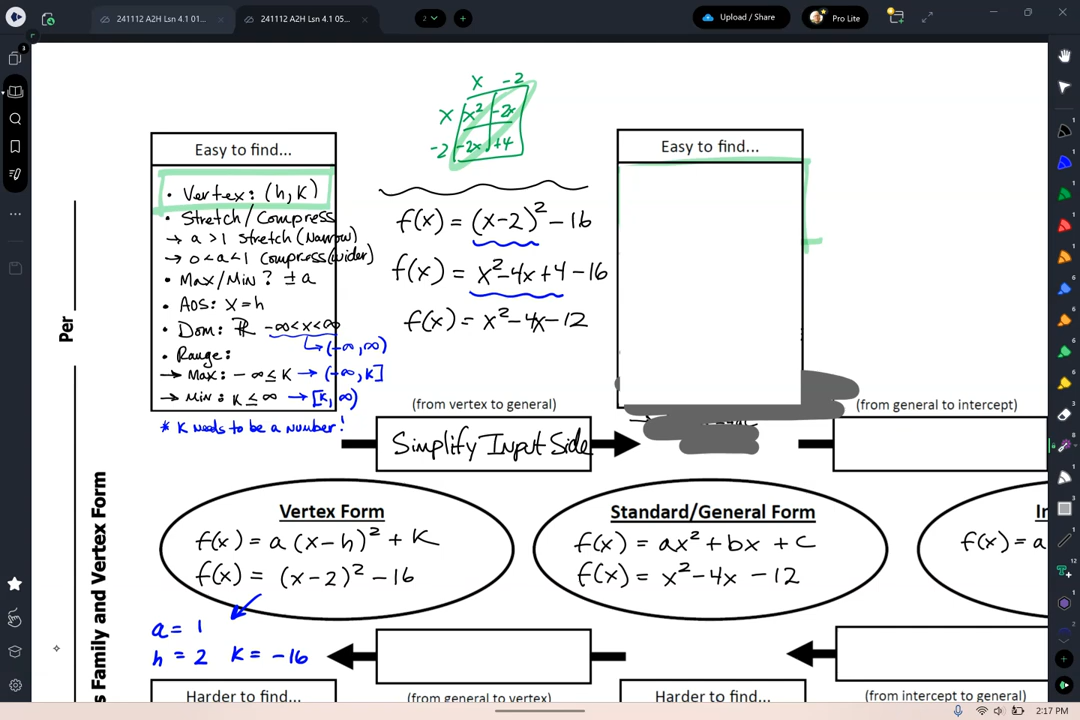 241112 A2H Lsn 4.1 01...
241112 A2H Lsn 4.1 05...
2
Upload / Share
Pro Lite
3
x -2
x x² -2x
-2 -2x +4
Easy to find...
• Vertex: (h,k)
• Stretch/Compress
→ a>1 Stretch (Narrow)
→ 0<a<1 Compress (wider)
• Max/Min? ±a
• AOS: x=h
• Dom: ℝ -∞<x<∞
↳ (-∞,∞)
• Range:
→ Max: -∞≤K → (-∞,K]
→ Min: K≤∞ → [K,∞)
* K needs to be a number!
f(x) = (x-2)² -16
f(x) = x²-4x+4-16
f(x) = x²-4x-12
Easy to find...
(from vertex to general)
Simplify Input Side
(from general to intercept)
Per
s Family and Vertex Form
Vertex Form
f(x) = a(x-h)² + K
f(x) = (x-2)² -16
a = 1
h = 2 K = -16
Standard/General Form
f(x) = ax² + bx + c
f(x) = x² -4x -12
In
f(x) = a
Harder to find...
(from general to vertex)
Harder to find...
(from intercept to general)
2:17 PM